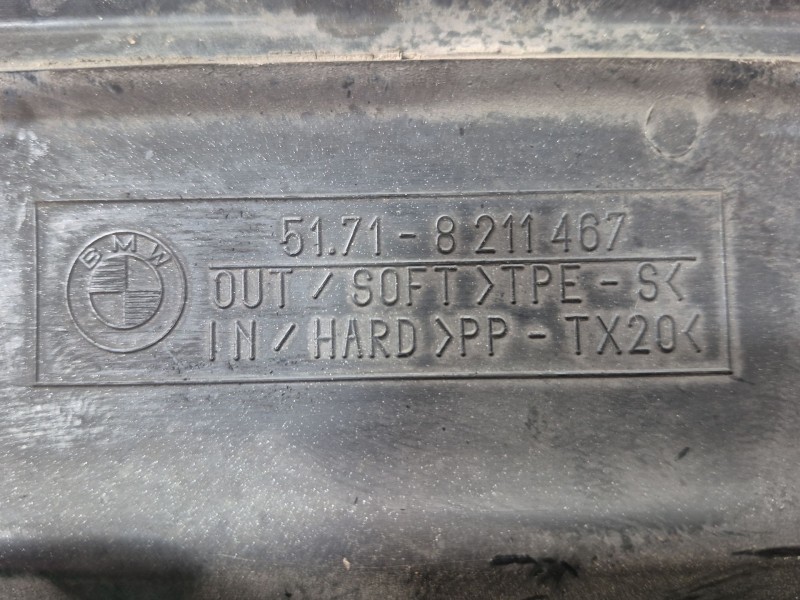 BMW
51.71 - 8 211 467
OUT / SOFT >TPE - S<
IN / HARD >PP - TX20<